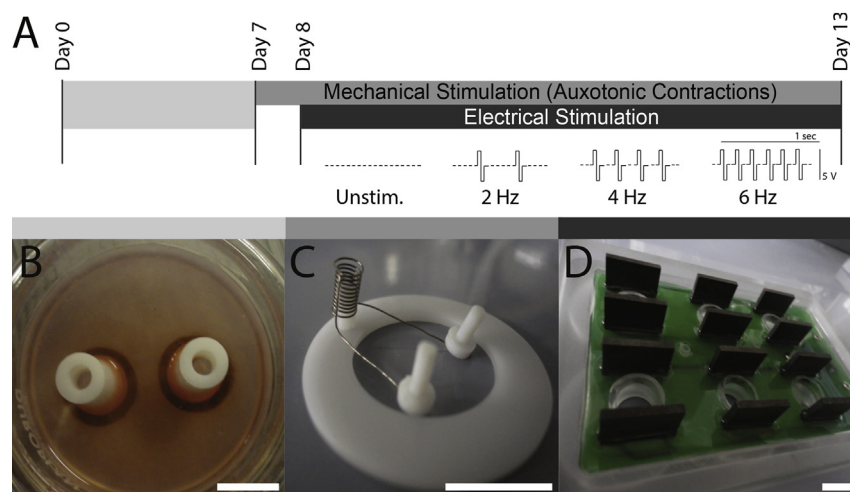 A
Day 0
Day 7
Day 8
Day 13
Mechanical Stimulation (Auxotonic Contractions)
Electrical Stimulation
1 sec
5 V
Unstim.
2 Hz
4 Hz
6 Hz
B
C
D